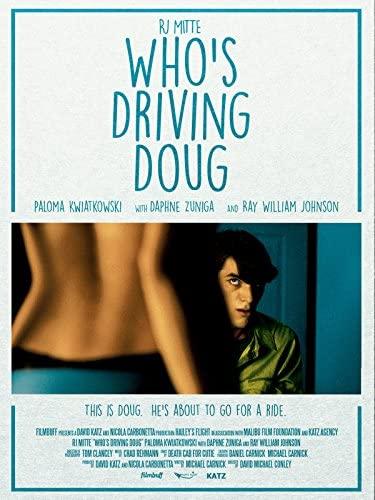 RJ MITTE
WHO'S
DRIVING
DOUG
PALOMA KWIATKOWSKI WITH DAPHNE ZUNIGA AND RAY WILLIAM JOHNSON
THIS IS DOUG. HE'S ABOUT TO GO FOR A RIDE.
FILMBUFF PRESENTS A DAVID KATZ AND NICOLA CARBONETTA PRODUCTION HAILEY'S FLIGHT IN ASSOCIATION WITH MALIBU FILM FOUNDATION AND KATZ AGENCY
RJ MITTE "WHO'S DRIVING DOUG" PALOMA KWIATKOWSKI WITH DAPHNE ZUNIGA AND RAY WILLIAM JOHNSON
TOM CLANCEY CHAD REHMANN DEATH CAB FOR CUTIE DANIEL CARNICK MICHAEL CARNICK
DAVID KATZ AND NICOLA CARBONETTA MICHAEL CARNICK DAVID MICHAEL CONLEY
filmbuff KATZ